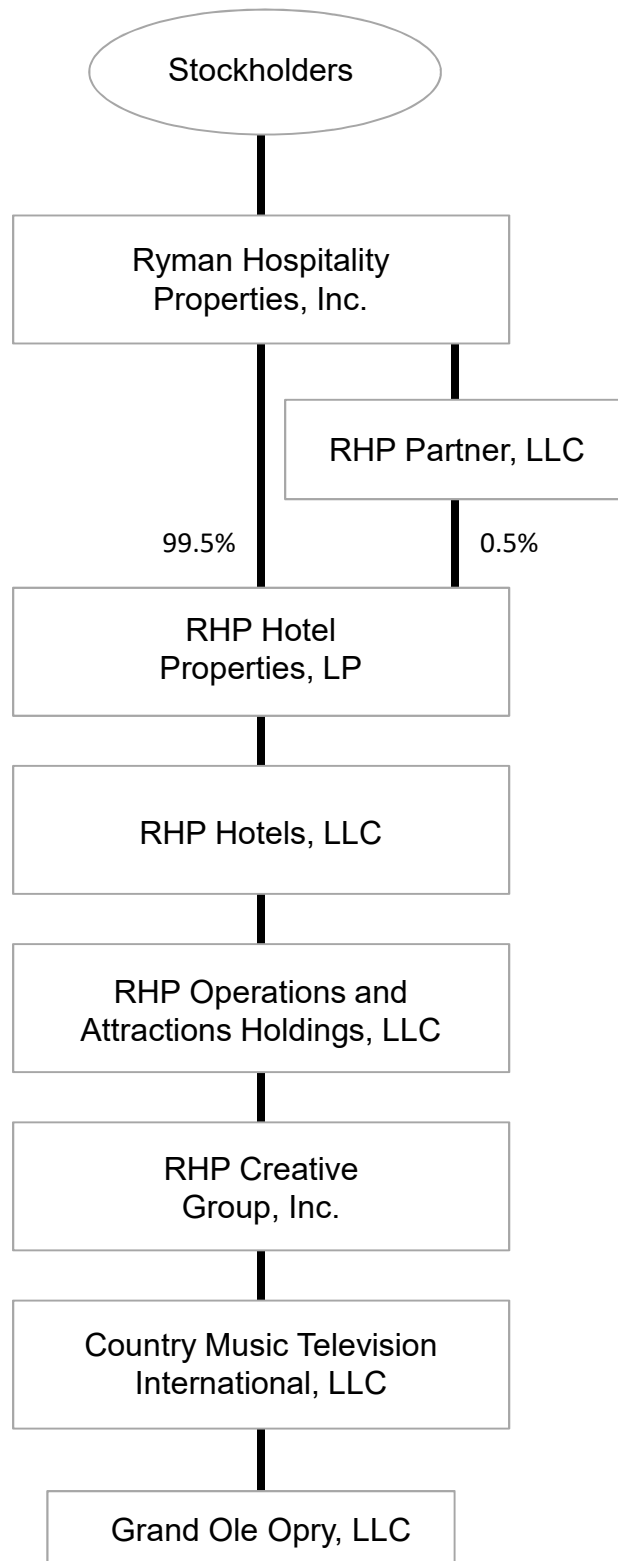 Stockholders
Ryman Hospitality
Properties, Inc.
RHP Partner, LLC
99.5%
0.5%
RHP Hotel
Properties, LP
RHP Hotels, LLC
RHP Operations and
Attractions Holdings, LLC
RHP Creative
Group, Inc.
Country Music Television
International, LLC
Grand Ole Opry, LLC